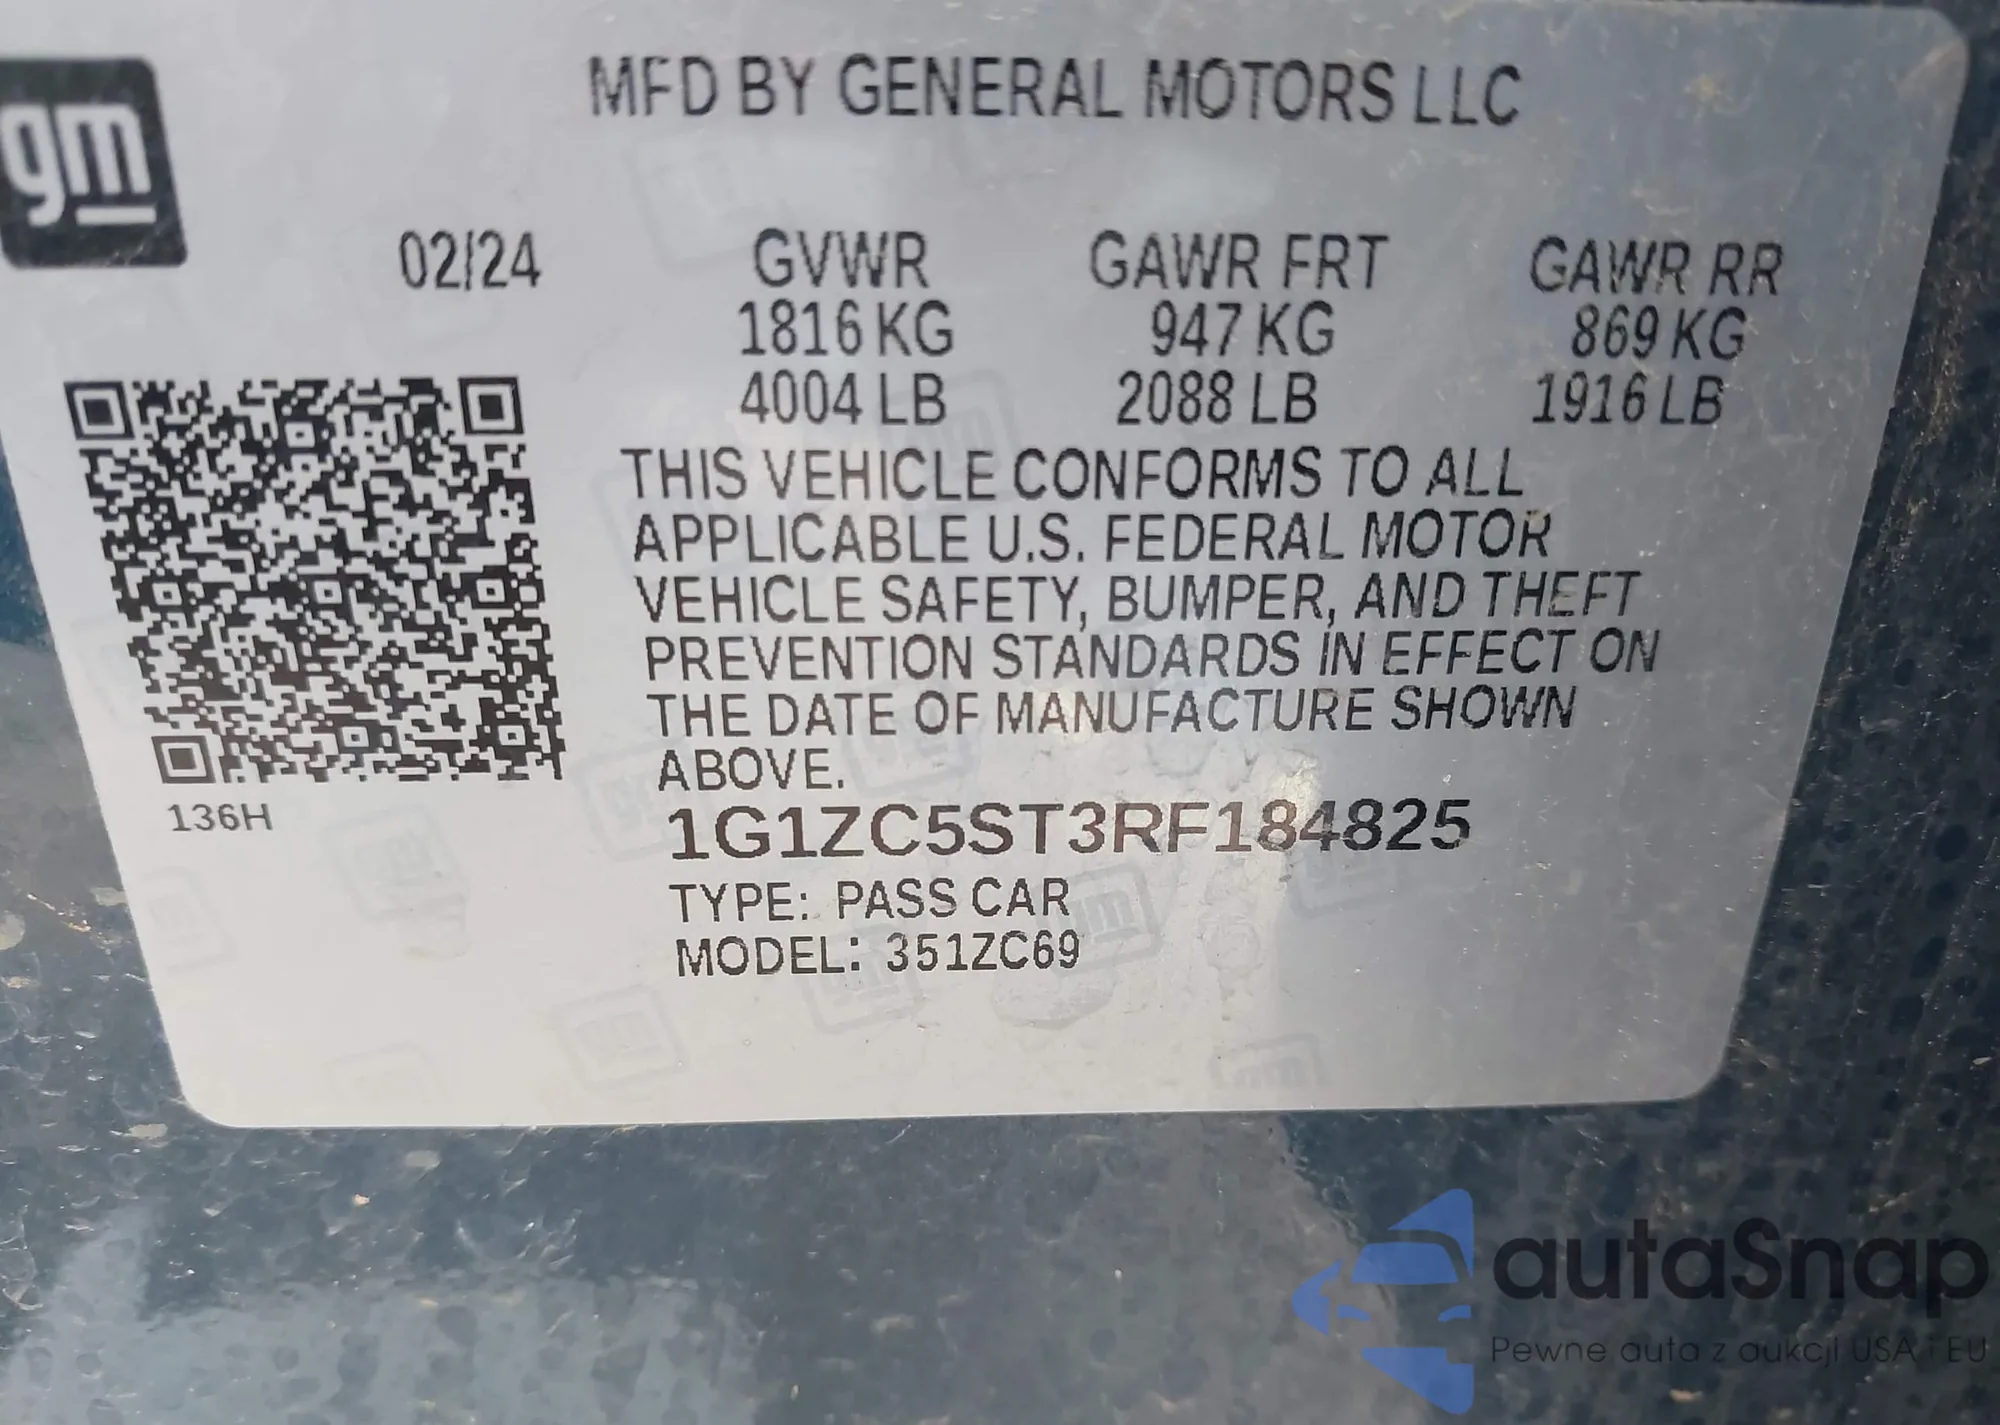 gm
MFD BY GENERAL MOTORS LLC
02/24
GVWR
1816 KG
4004 LB
GAWR FRT
947 KG
2088 LB
GAWR RR
869 KG
1916 LB
THIS VEHICLE CONFORMS TO ALL
APPLICABLE U.S. FEDERAL MOTOR
VEHICLE SAFETY, BUMPER, AND THEFT
PREVENTION STANDARDS IN EFFECT ON
THE DATE OF MANUFACTURE SHOWN
ABOVE.
136H
1G1ZC5ST3RF184825
TYPE: PASS CAR
MODEL: 351ZC69
autaSnap
Pewne auta z aukcji USA i EU